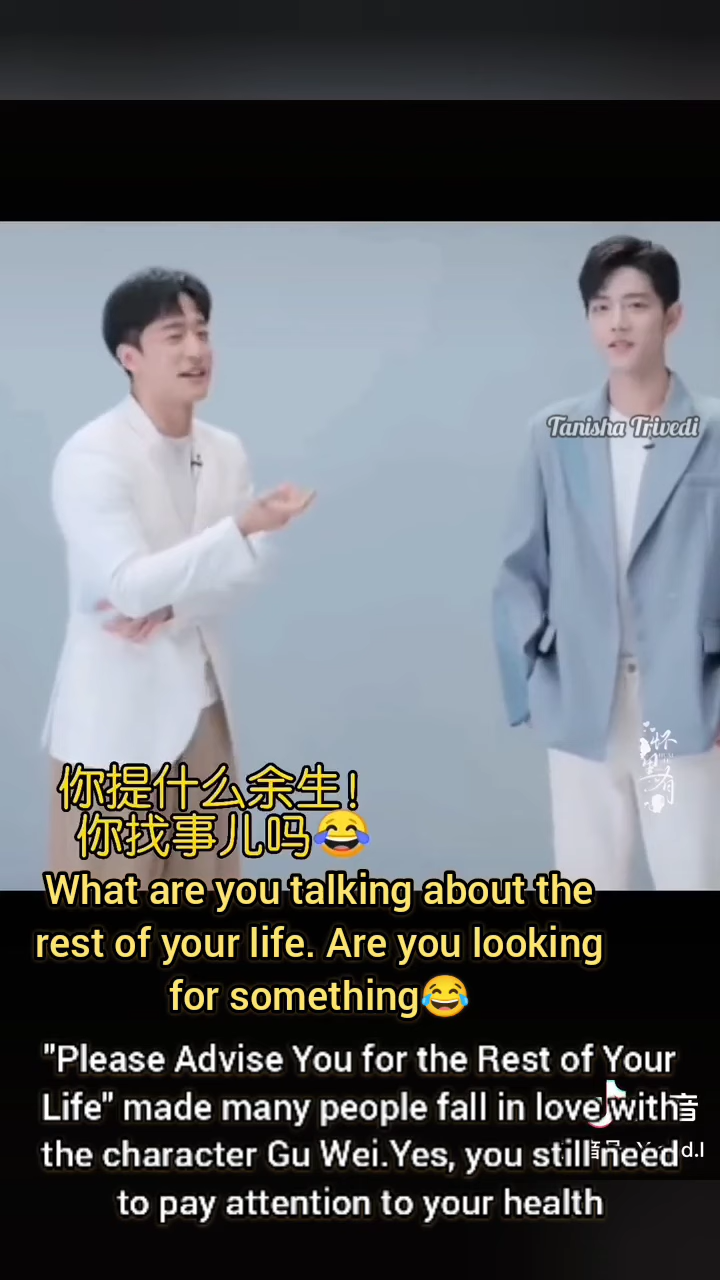 Tanisha Trivedi
你提什么余生！
你找事儿吗😂
What are you talking about the
rest of your life. Are you looking
for something😂
"Please Advise You for the Rest of Your
Life" made many people fall in love with
the character Gu Wei.Yes, you still need
to pay attention to your health
音